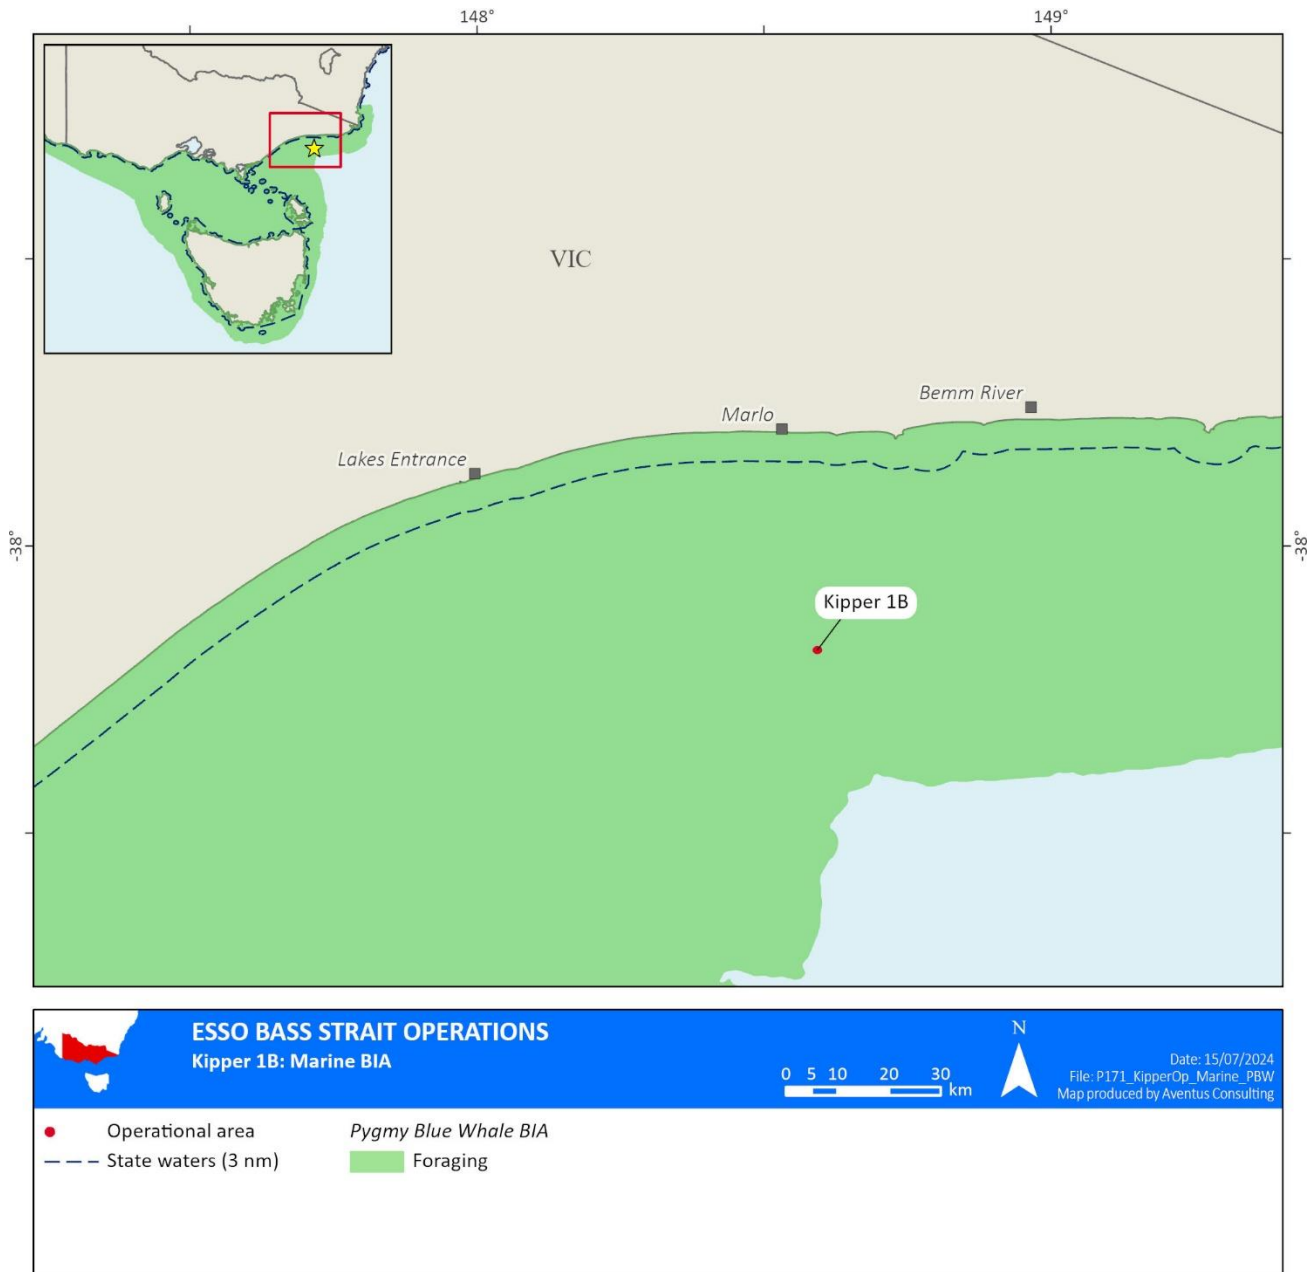 148°
149°
VIC
Bemm River
Marlo
Lakes Entrance
-38°
-38°
Kipper 1B
ESSO BASS STRAIT OPERATIONS
Kipper 1B: Marine BIA
0 5 10 20 30
km
N
Date: 15/07/2024
File: P171_KipperOp_Marine_PBW
Map produced by Aventus Consulting
Operational area
State waters (3 nm)
Pygmy Blue Whale BIA
Foraging